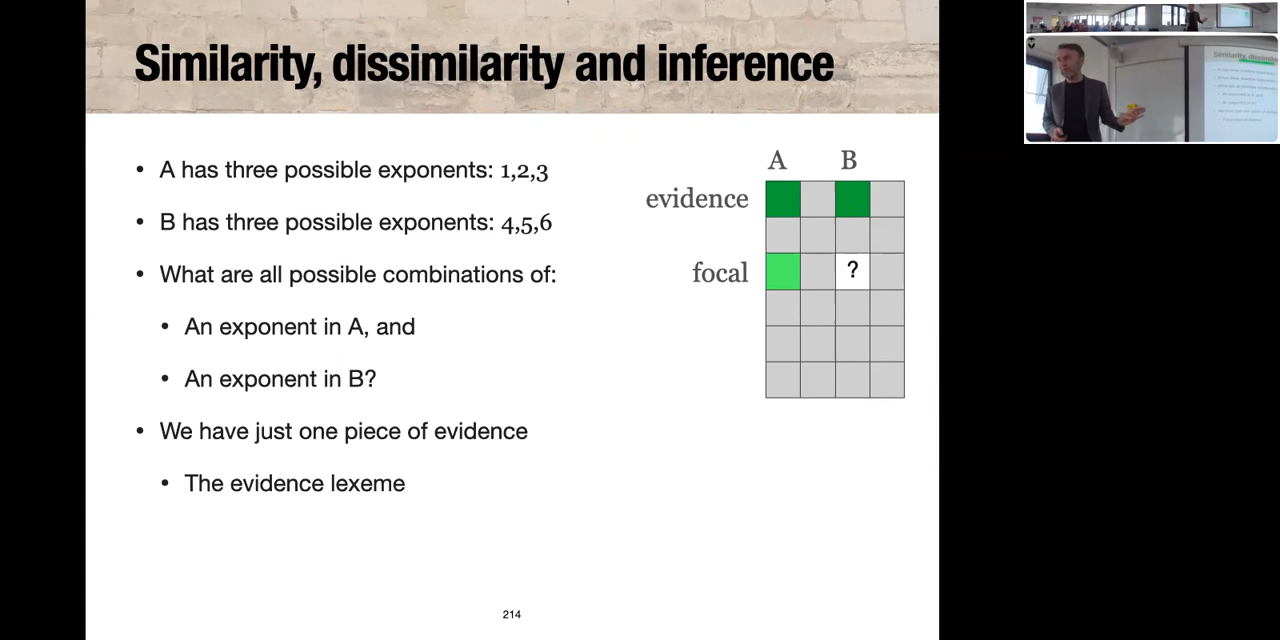 Similarity, dissimilarity and inference
• A has three possible exponents: 1,2,3
• B has three possible exponents: 4,5,6
• What are all possible combinations of:
• An exponent in A, and
• An exponent in B?
• We have just one piece of evidence
• The evidence lexeme
A B
evidence
focal ?
214